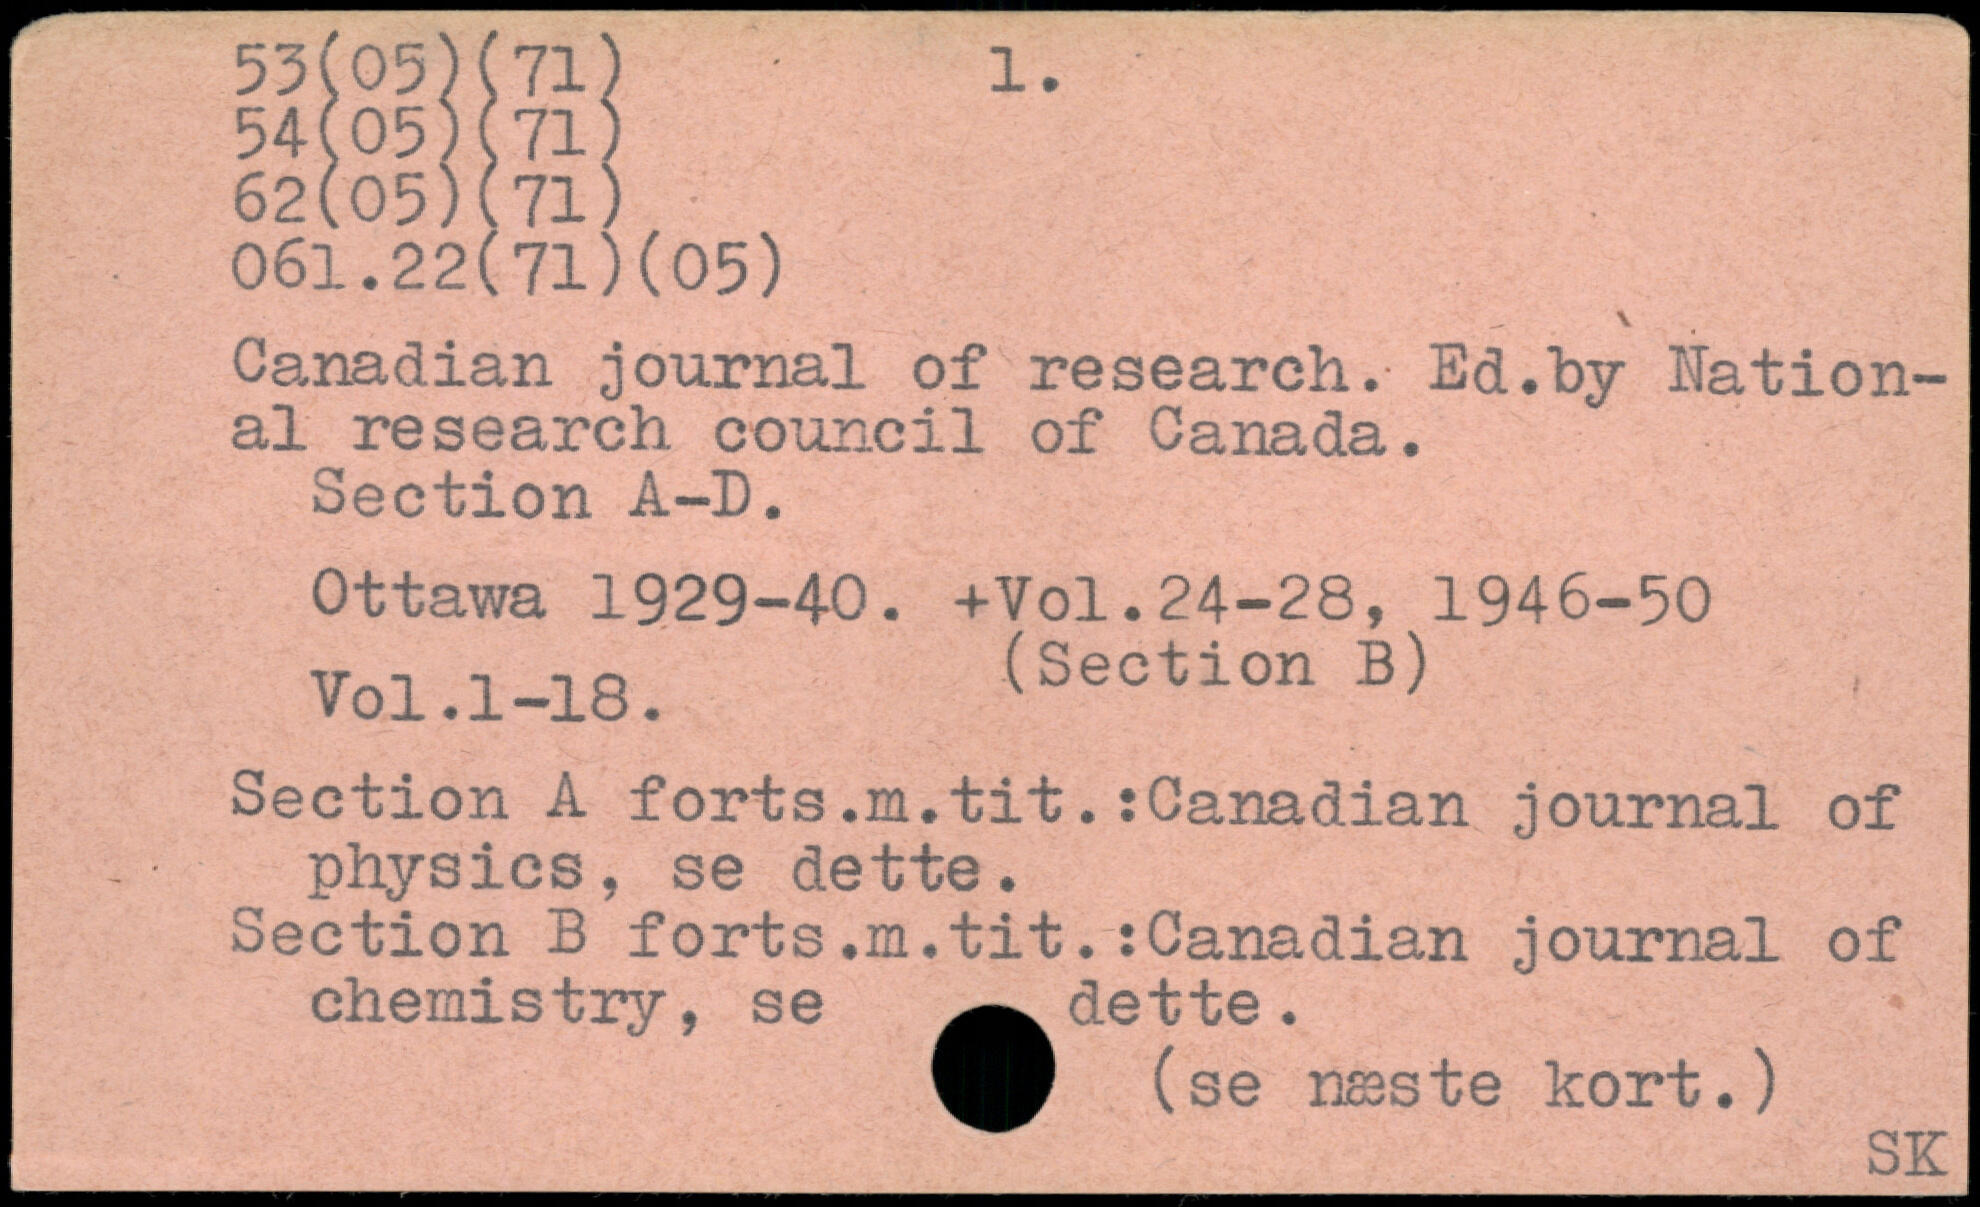 53(05)(71) 1.
54(05)(71)
62(05)(71)
061.22(71)(05)
Canadian journal of research. Ed.by Nation-
al research council of Canada.
Section A-D.
Ottawa 1929-40. +Vol.24-28, 1946-50
(Section B)
Vol.1-18.
Section A forts.m.tit.:Canadian journal of
physics, se dette.
Section B forts.m.tit.:Canadian journal of
chemistry, se dette.
(se næste kort.)
SK